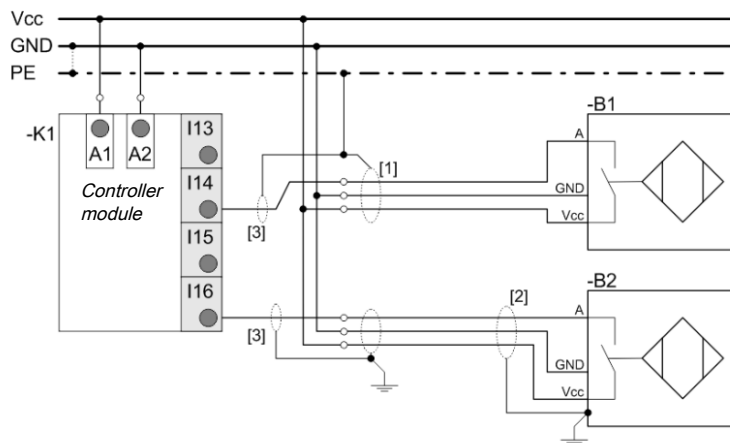 Vcc
GND
PE
-K1
A1
A2
Controller
module
I13
I14
I15
I16
[3]
[3]
[1]
[2]
-B1
A
GND
Vcc
-B2
A
GND
Vcc